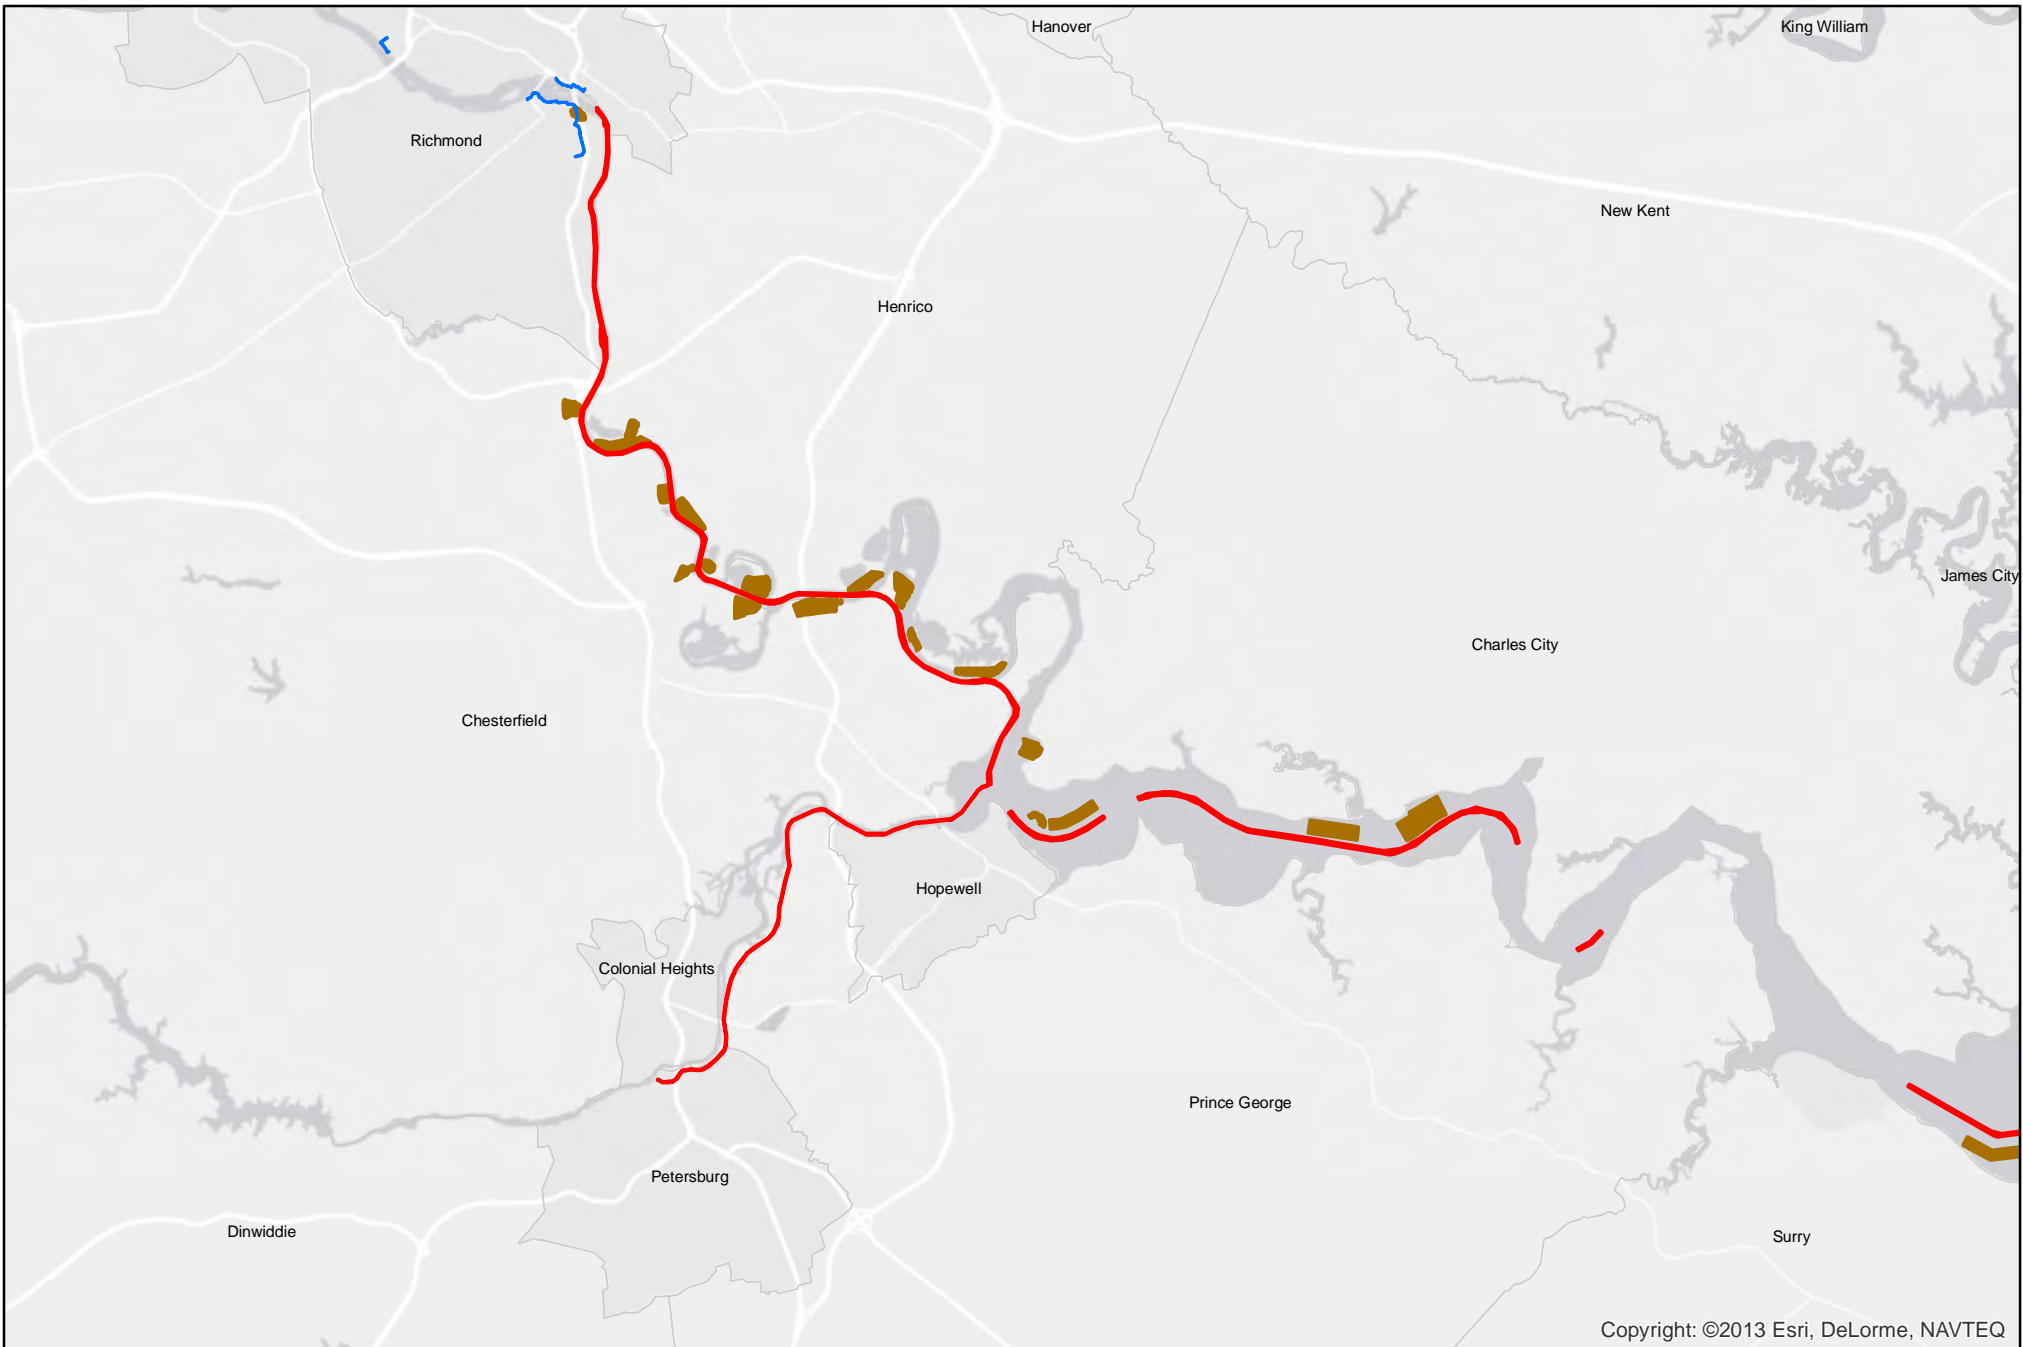 Hanover
King William
Richmond
New Kent
Henrico
James City
Charles City
Chesterfield
Hopewell
Colonial Heights
Prince George
Petersburg
Dinwiddie
Surry
Copyright: ©2013 Esri, DeLorme, NAVTEQ